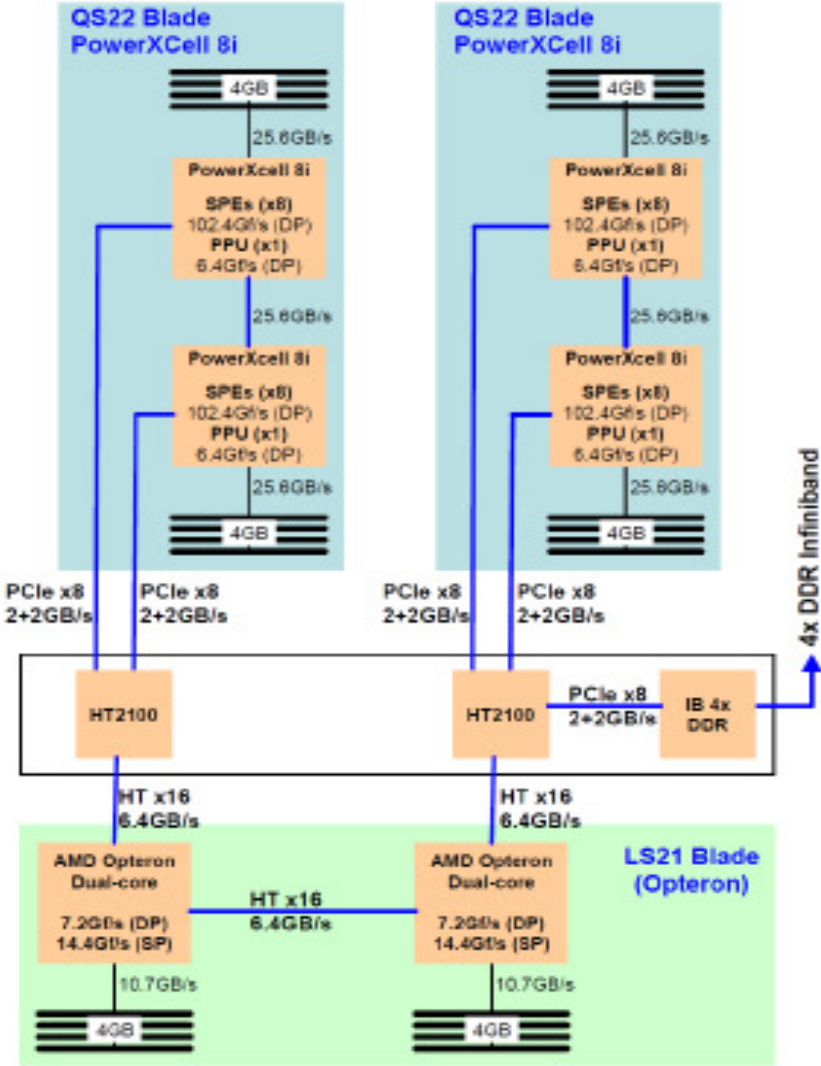 QS22 Blade
PowerXCell 8i
4GB
25.6GB/s
PowerXcell 8i
SPEs (x8)
102.4Gf/s (DP)
PPU (x1)
6.4Gf/s (DP)
25.6GB/s
PowerXcell 8i
SPEs (x8)
102.4Gf/s (DP)
PPU (x1)
6.4Gf/s (DP)
25.6GB/s
4GB
QS22 Blade
PowerXCell 8i
4GB
25.6GB/s
PowerXcell 8i
SPEs (x8)
102.4Gf/s (DP)
PPU (x1)
6.4Gf/s (DP)
25.6GB/s
PowerXcell 8i
SPEs (x8)
102.4Gf/s (DP)
PPU (x1)
6.4Gf/s (DP)
25.6GB/s
4GB
PCIe x8
2+2GB/s
PCIe x8
2+2GB/s
PCIe x8
2+2GB/s
PCIe x8
2+2GB/s
4x DDR Infiniband
HT2100
HT2100
PCIe x8
2+2GB/s
IB 4x
DDR
HT x16
6.4GB/s
HT x16
6.4GB/s
AMD Opteron
Dual-core
7.2Gf/s (DP)
14.4Gf/s (SP)
HT x16
6.4GB/s
AMD Opteron
Dual-core
7.2Gf/s (DP)
14.4Gf/s (SP)
LS21 Blade
(Opteron)
10.7GB/s
4GB
10.7GB/s
4GB